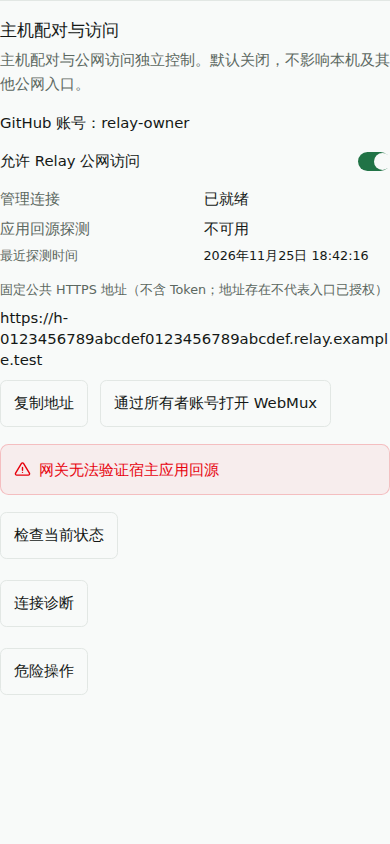 主机配对与访问
主机配对与公网访问独立控制。默认关闭，不影响本机及其
他公网入口。
GitHub 账号：relay-owner
允许 Relay 公网访问
管理连接 已就绪
应用回源探测 不可用
最近探测时间 2026年11月25日 18:42:16
固定公共 HTTPS 地址（不含 Token；地址存在不代表入口已授权）
https://h-
0123456789abcdef0123456789abcdef.relay.exampl
e.test
复制地址 通过所有者账号打开 WebMux
网关无法验证宿主应用回源
检查当前状态
连接诊断
危险操作